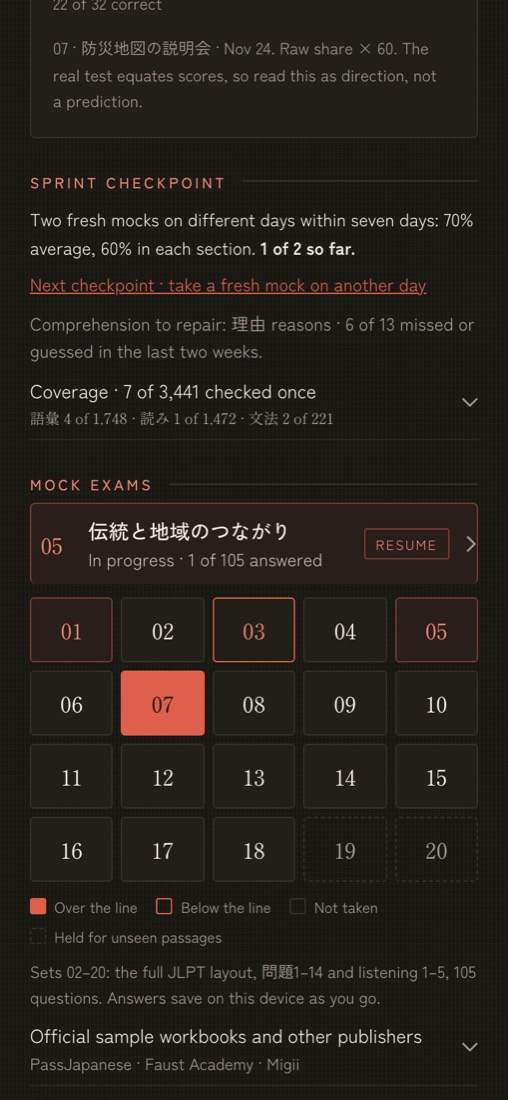 22 of 32 correct
07 · 防災地図の説明会 · Nov 24. Raw share × 60. The
real test equates scores, so read this as direction, not
a prediction.
SPRINT CHECKPOINT
Two fresh mocks on different days within seven days: 70%
average, 60% in each section. 1 of 2 so far.
Next checkpoint · take a fresh mock on another day
Comprehension to repair: 理由 reasons · 6 of 13 missed or
guessed in the last two weeks.
Coverage · 7 of 3,441 checked once
語彙 4 of 1,748 · 読み 1 of 1,472 · 文法 2 of 221
MOCK EXAMS
05 伝統と地域のつながり
In progress · 1 of 105 answered
RESUME
01 02 03 04 05
06 07 08 09 10
11 12 13 14 15
16 17 18 19 20
Over the line Below the line Not taken
Held for unseen passages
Sets 02–20: the full JLPT layout, 問題1–14 and listening 1–5, 105
questions. Answers save on this device as you go.
Official sample workbooks and other publishers
PassJapanese · Faust Academy · Migii